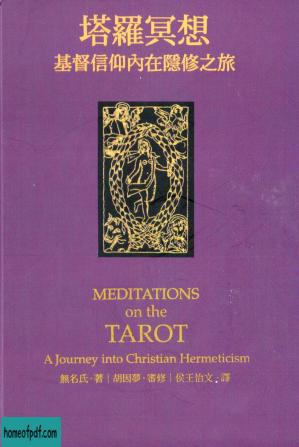 塔羅冥想
基督信仰內在隱修之旅
MEDITATIONS
on the
TAROT
A Journey into Christian Hermeticism
無名氏·著 | 胡因夢·審修 | 侯王怡文·譯
homeofpdf.com